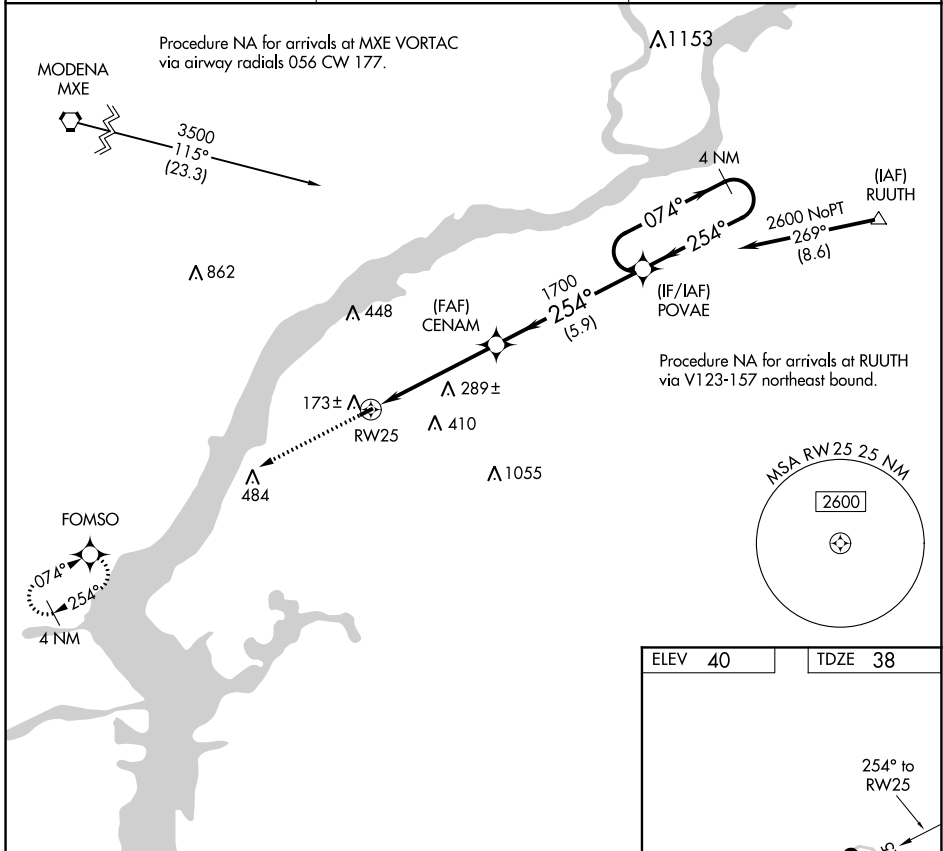 Procedure NA for arrivals at MXE VORTAC
via airway radials 056 CW 177.
1153
MODENA
MXE
3500
115°
(23.3)
4 NM
074°
254°
(IAF)
RUUTH
2600 NoPT
269°
(8.6)
862
(IF/IAF)
POVAE
1700
254°
(5.9)
448
(FAF)
CENAM
Procedure NA for arrivals at RUUTH
via V123-157 northeast bound.
289±
173±
RW25
410
1055
484
MSA RW 25 25 NM
2600
FOMSO
074°
254°
4 NM
ELEV 40
TDZE 38
254° to
RW25